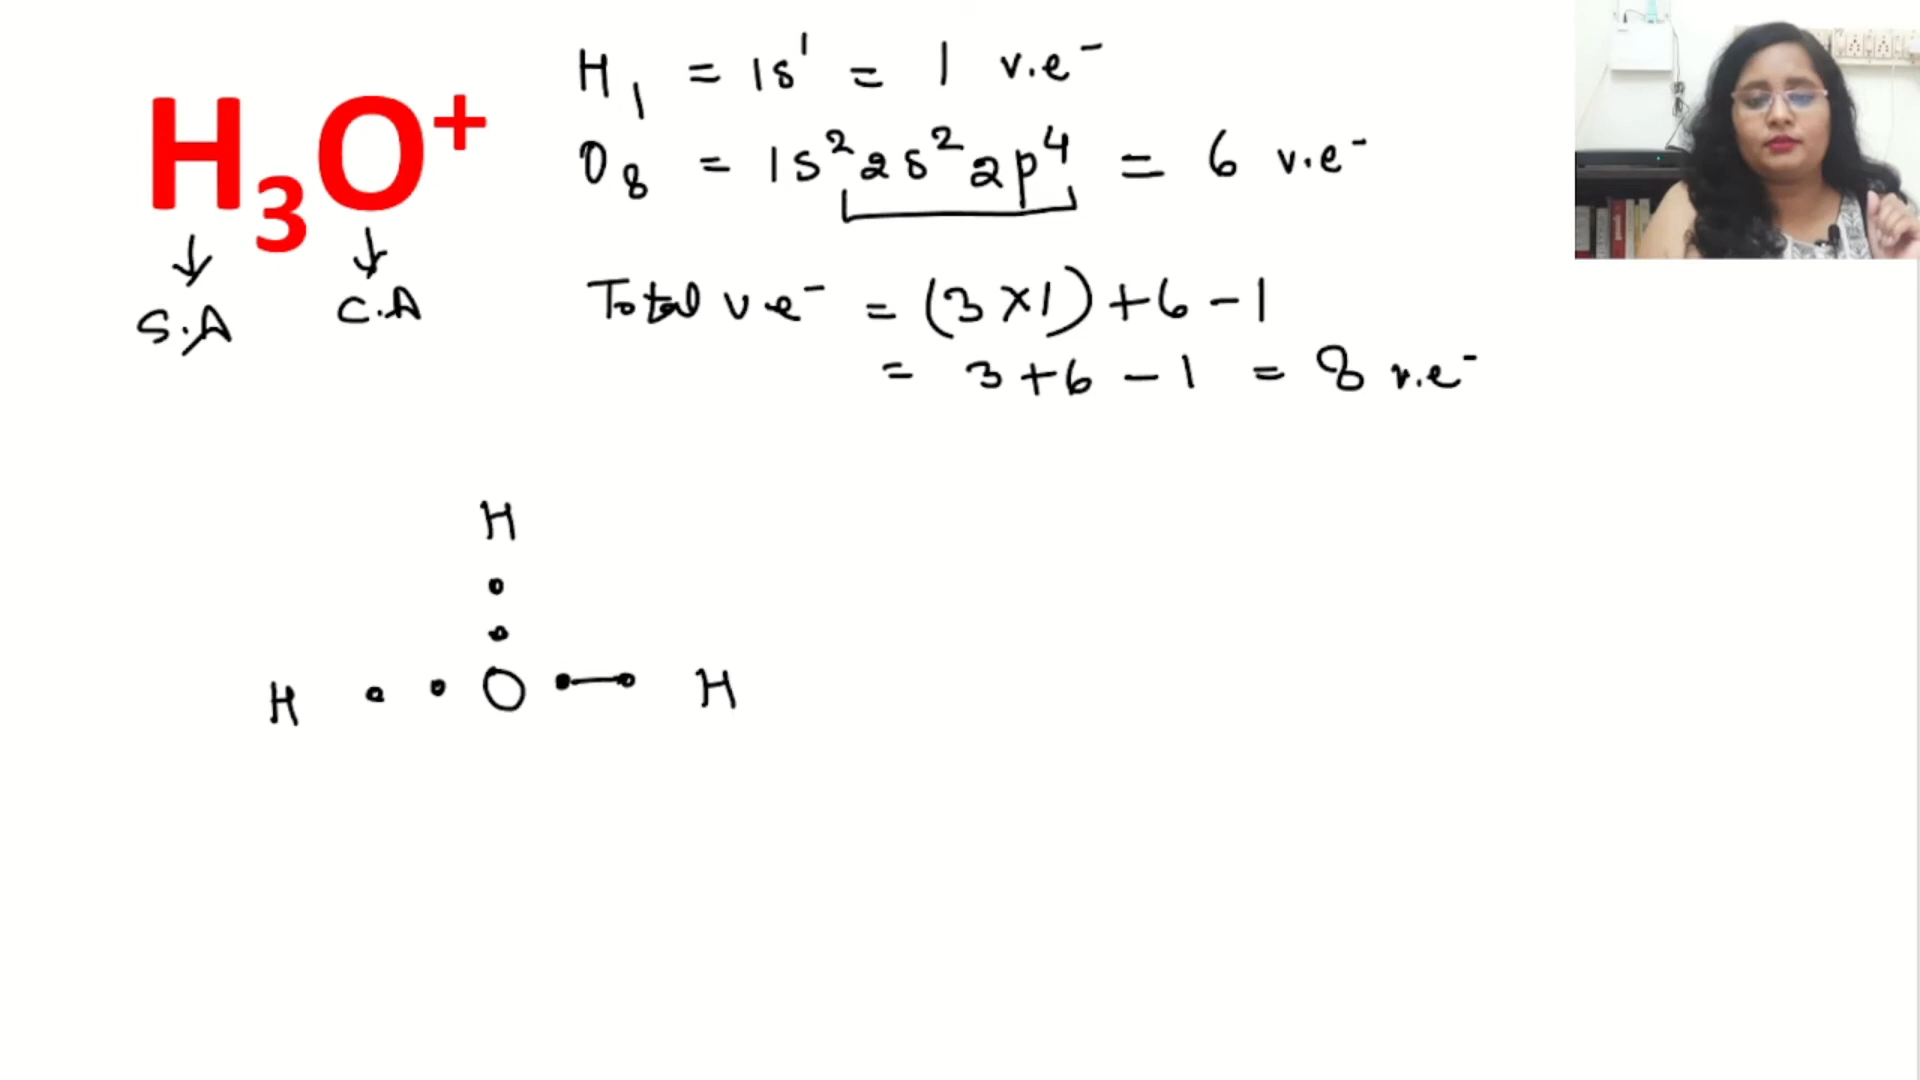 H₃O⁺
S.A
C.A
H₁ = 1s¹ = 1 v.e⁻
O₈ = 1s² 2s² 2p⁴ = 6 v.e⁻
Total v e⁻ = (3×1) + 6 - 1
= 3 + 6 - 1 = 8 v.e⁻
H
H · · O H